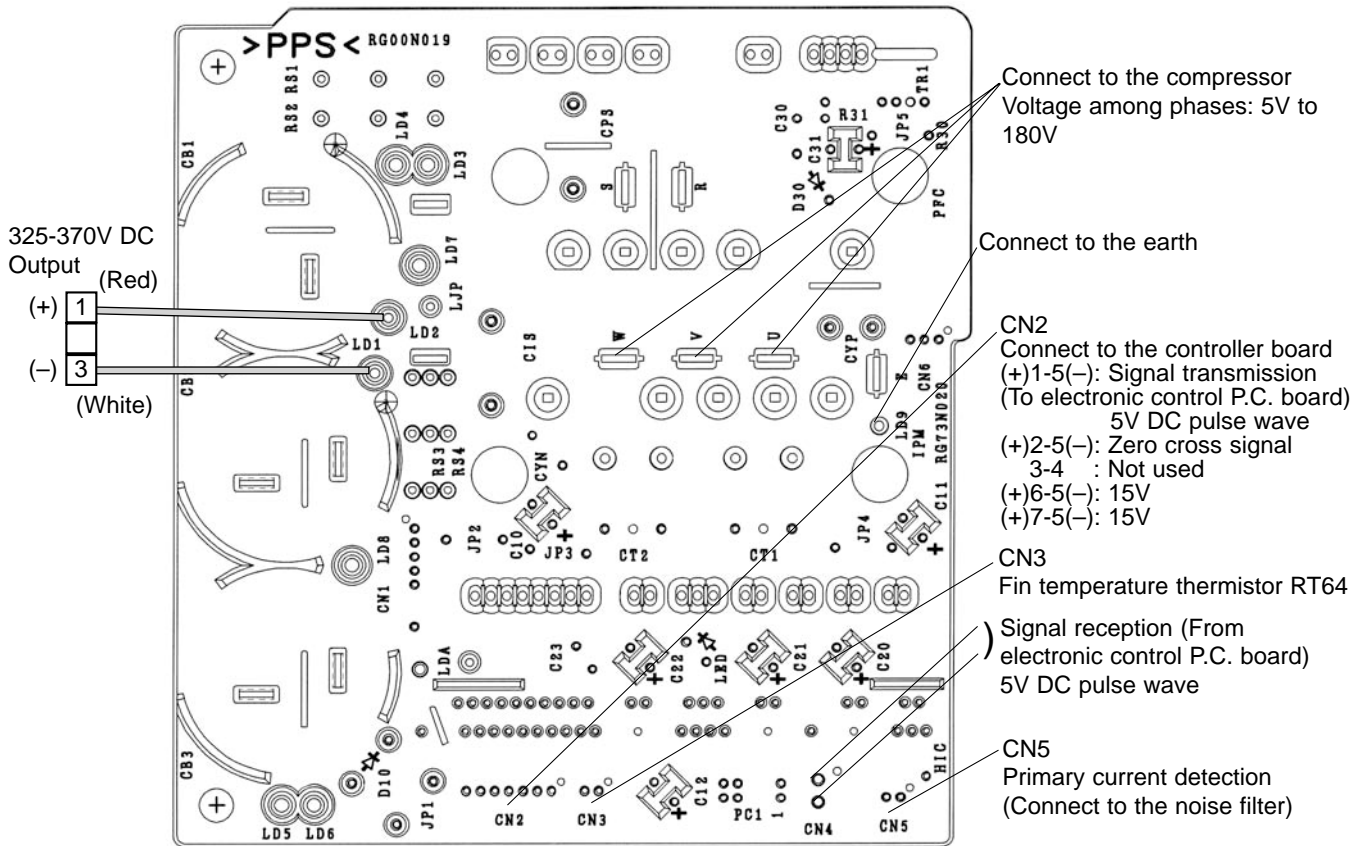 >PPS< RG00N019
RS1
RS2
LD4
LD3
CB1
CPS
C30
R31
JP5
TR1
R30
C31
D30
PFC
S
R
Connect to the compressor
Voltage among phases: 5V to
180V
325-370V DC
Output
(Red)
(+) 1
(–) 3
(White)
LD7
LJP
LD2
LD1
CB
CIS
W
V
U
CYP
E
CN6
LD9
IPM
RG73N020
C11
Connect to the earth
CN2
Connect to the controller board
(+)1-5(–): Signal transmission
(To electronic control P.C. board)
5V DC pulse wave
(+)2-5(–): Zero cross signal
3-4 : Not used
(+)6-5(–): 15V
(+)7-5(–): 15V
RS3
RS4
CYN
JP2
C10
JP3
CT2
CT1
JP4
LD8
CN1
CN3
Fin temperature thermistor RT64
LDA
C23
C22
LED
C21
C20
) Signal reception (From
electronic control P.C. board)
5V DC pulse wave
CB3
D10
JP1
LD5 LD6
CN2
CN3
C12
PC1
1
CN4
CN5
HIC
CN5
Primary current detection
(Connect to the noise filter)